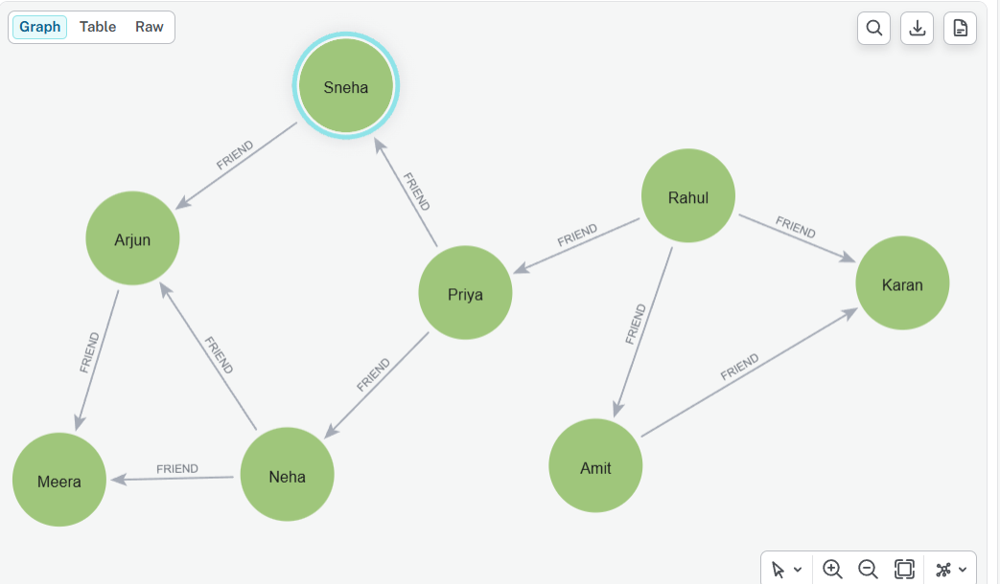 Graph Table Raw
Sneha
FRIEND
FRIEND
Rahul
Arjun
FRIEND
FRIEND
Priya
Karan
FRIEND
FRIEND
FRIEND
FRIEND
FRIEND
Meera
FRIEND
Neha
Amit